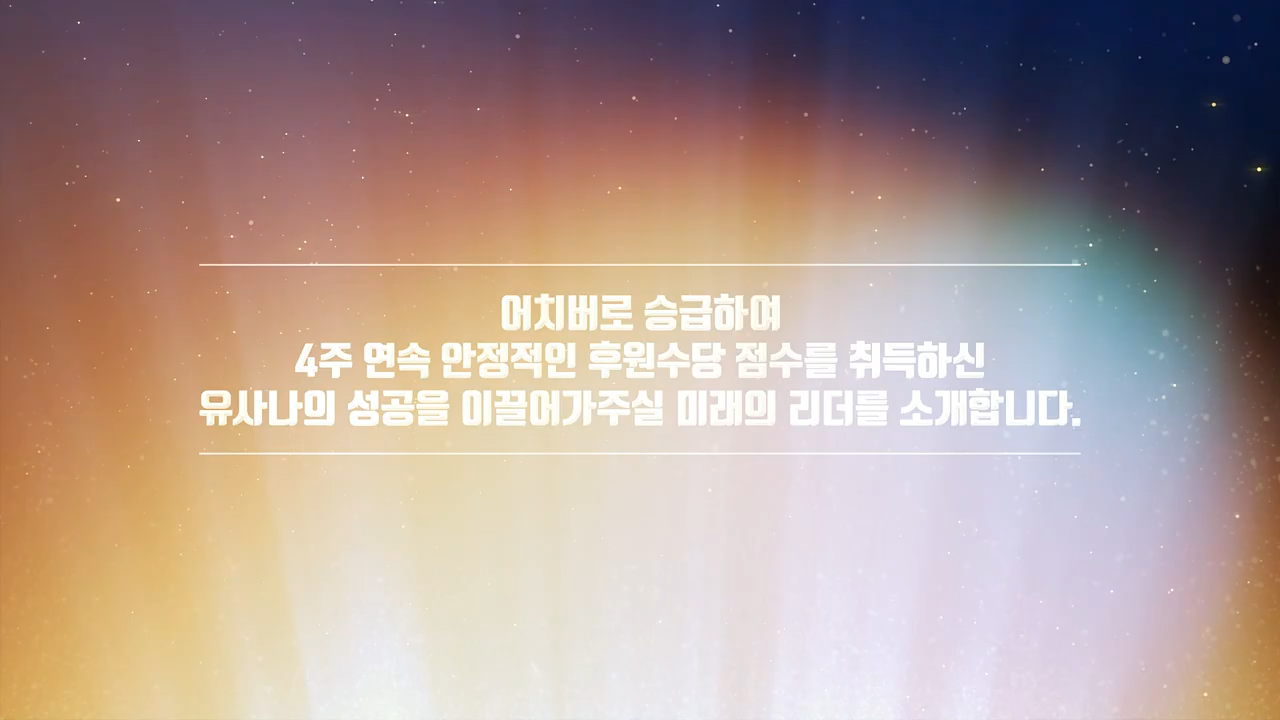 어치버로 승급하여
4주 연속 안정적인 후원수당 점수를 취득하신
유사나의 성공을 이끌어가주실 미래의 리더를 소개합니다.